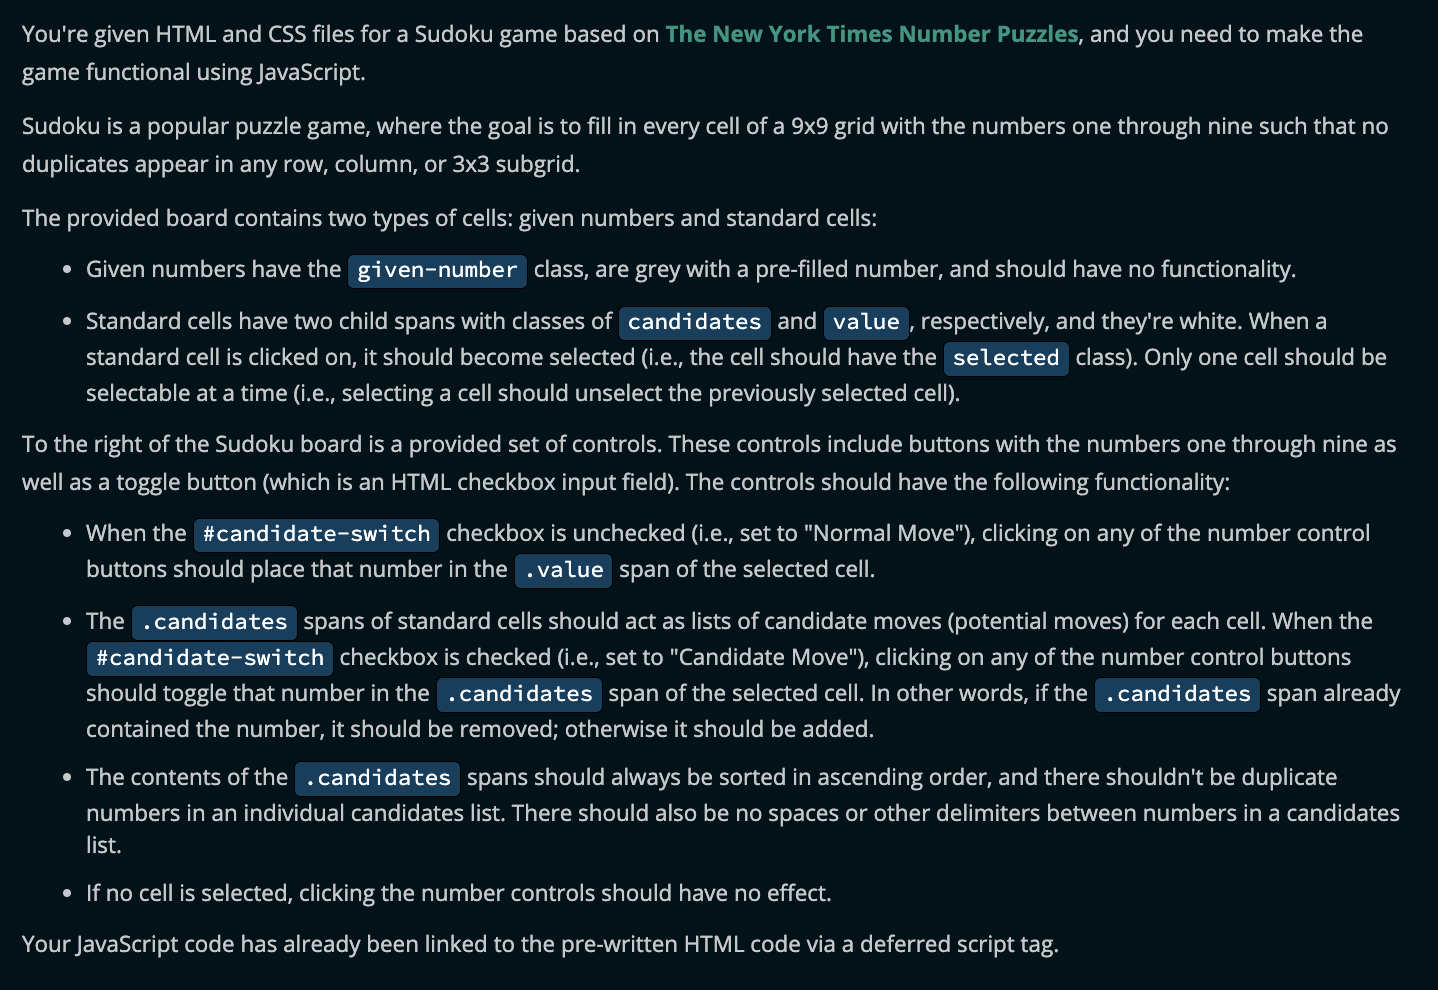 You're given HTML and CSS files for a Sudoku game based on The New York Times Number Puzzles, and you need to make the
game functional using JavaScript.
Sudoku is a popular puzzle game, where the goal is to fill in every cell of a 9x9 grid with the numbers one through nine such that no
duplicates appear in any row, column, or 3x3 subgrid.
The provided board contains two types of cells: given numbers and standard cells:
• Given numbers have the given-number class, are grey with a pre-filled number, and should have no functionality.
• Standard cells have two child spans with classes of candidates and value, respectively, and they're white. When a
standard cell is clicked on, it should become selected (i.e., the cell should have the selected class). Only one cell should be
selectable at a time (i.e., selecting a cell should unselect the previously selected cell).
To the right of the Sudoku board is a provided set of controls. These controls include buttons with the numbers one through nine as
well as a toggle button (which is an HTML checkbox input field). The controls should have the following functionality:
• When the #candidate-switch checkbox is unchecked (i.e., set to "Normal Move"), clicking on any of the number control
buttons should place that number in the .value span of the selected cell.
• The .candidates spans of standard cells should act as lists of candidate moves (potential moves) for each cell. When the
#candidate-switch checkbox is checked (i.e., set to "Candidate Move"), clicking on any of the number control buttons
should toggle that number in the .candidates span of the selected cell. In other words, if the .candidates span already
contained the number, it should be removed; otherwise it should be added.
• The contents of the .candidates spans should always be sorted in ascending order, and there shouldn't be duplicate
numbers in an individual candidates list. There should also be no spaces or other delimiters between numbers in a candidates
list.
• If no cell is selected, clicking the number controls should have no effect.
Your JavaScript code has already been linked to the pre-written HTML code via a deferred script tag.